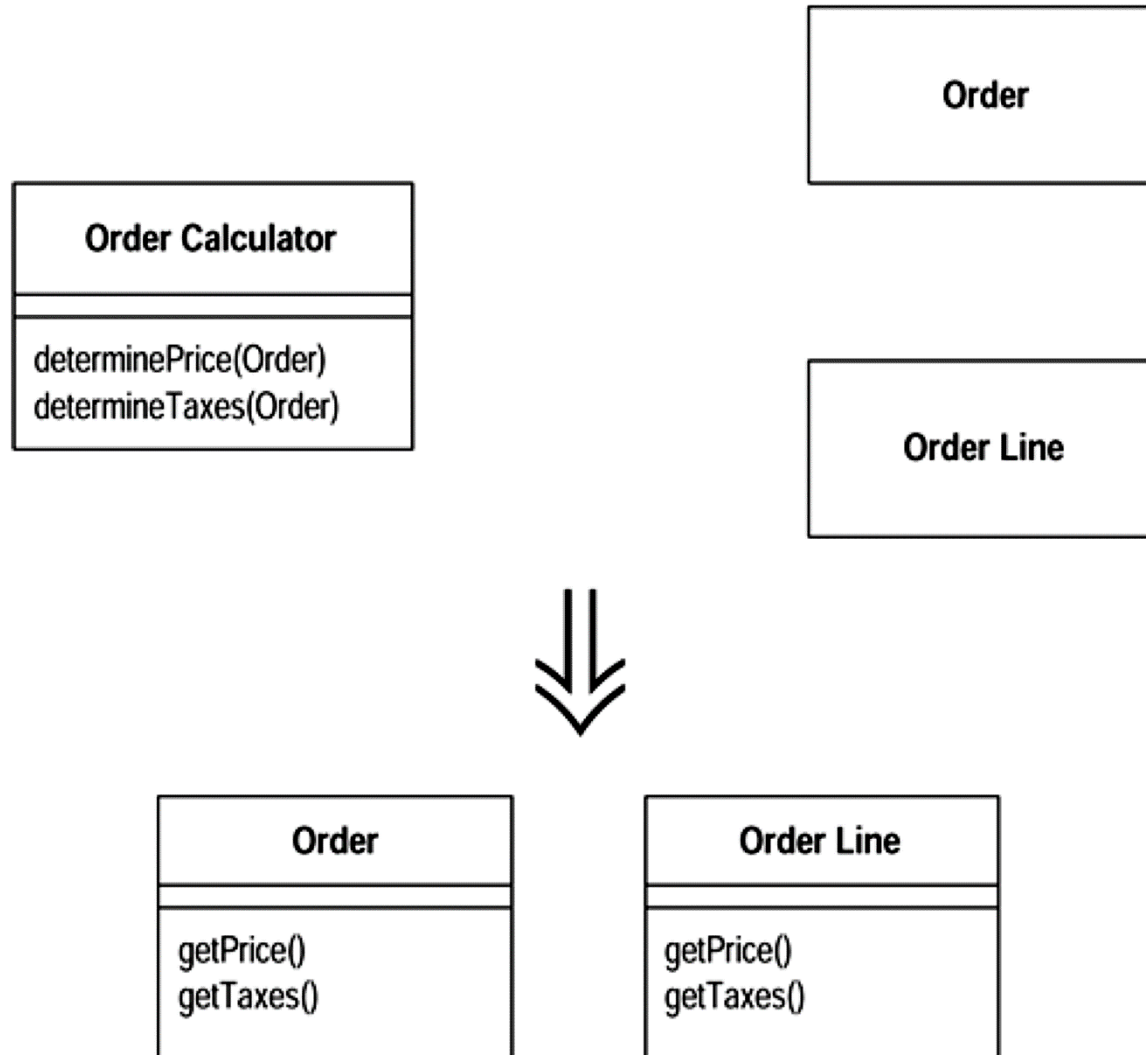 Order
Order Calculator
determinePrice(Order)
determineTaxes(Order)
Order Line
Order
getPrice()
getTaxes()
Order Line
getPrice()
getTaxes()